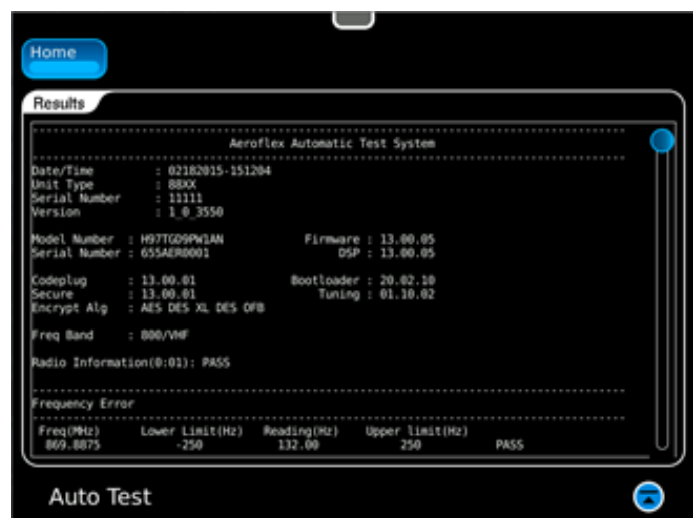 Home
Results
Aeroflex Automatic Test System
Date/Time : 02182015-151204
Unit Type : 88XX
Serial Number : 11111
Version : 1_0_3550
Model Number : H97TGD9PW1AN Firmware : 13.00.05
Serial Number : 655AER0001 DSP : 13.00.05
Codeplug : 13.00.01 Bootloader : 20.02.10
Secure : 13.00.01 Tuning : 01.10.02
Encrypt Alg : AES DES XL DES OFB
Freq Band : 800/VHF
Radio Information(0:01): PASS
Frequency Error
Freq(MHz) Lower Limit(Hz) Reading(Hz) Upper limit(Hz)
869.8875 -250 132.00 250 PASS
Auto Test